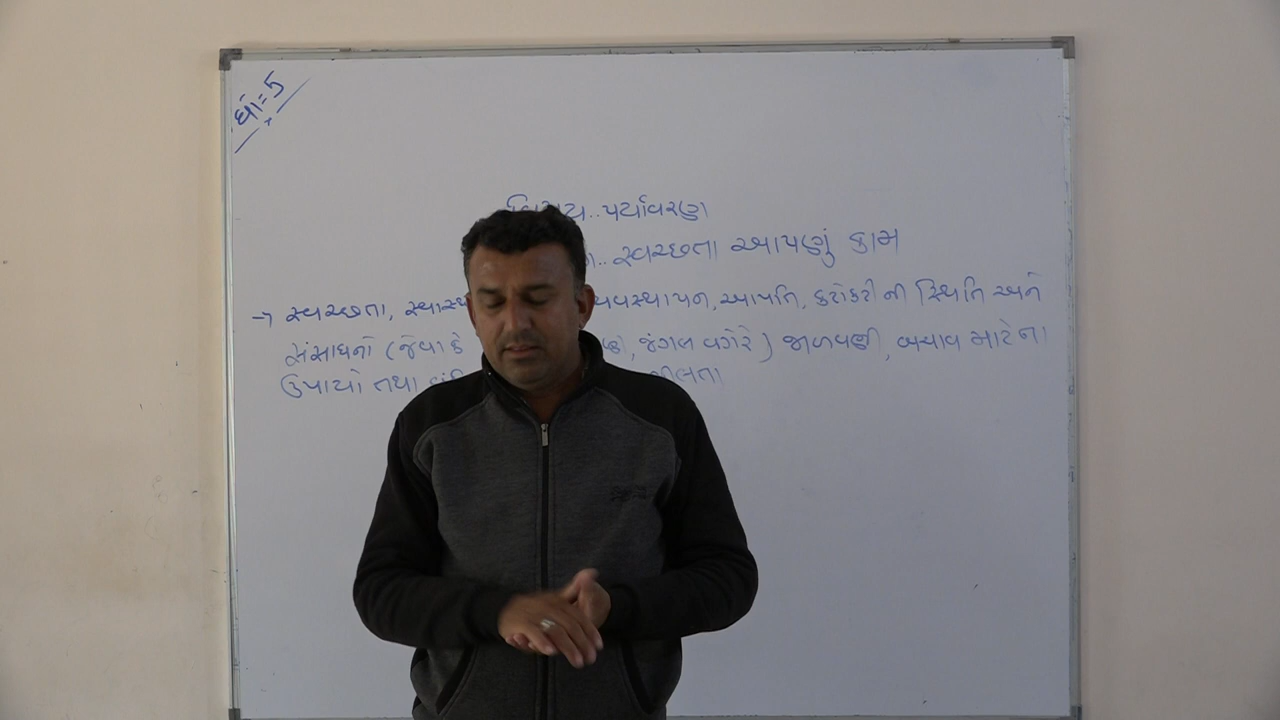 ધો:-5
વિષય..પર્યાવરણ
..સ્વચ્છતા આપણું કામ
→ સ્વચ્છતા, વ્યવસ્થાપન, આપત્તિ, કટોકટી ની સ્થિતિ અને
સંસાધનો (જેવા કે જંગલ વગેરે) જાળવણી, બચાવ માટેના
ઉપાયો તથા